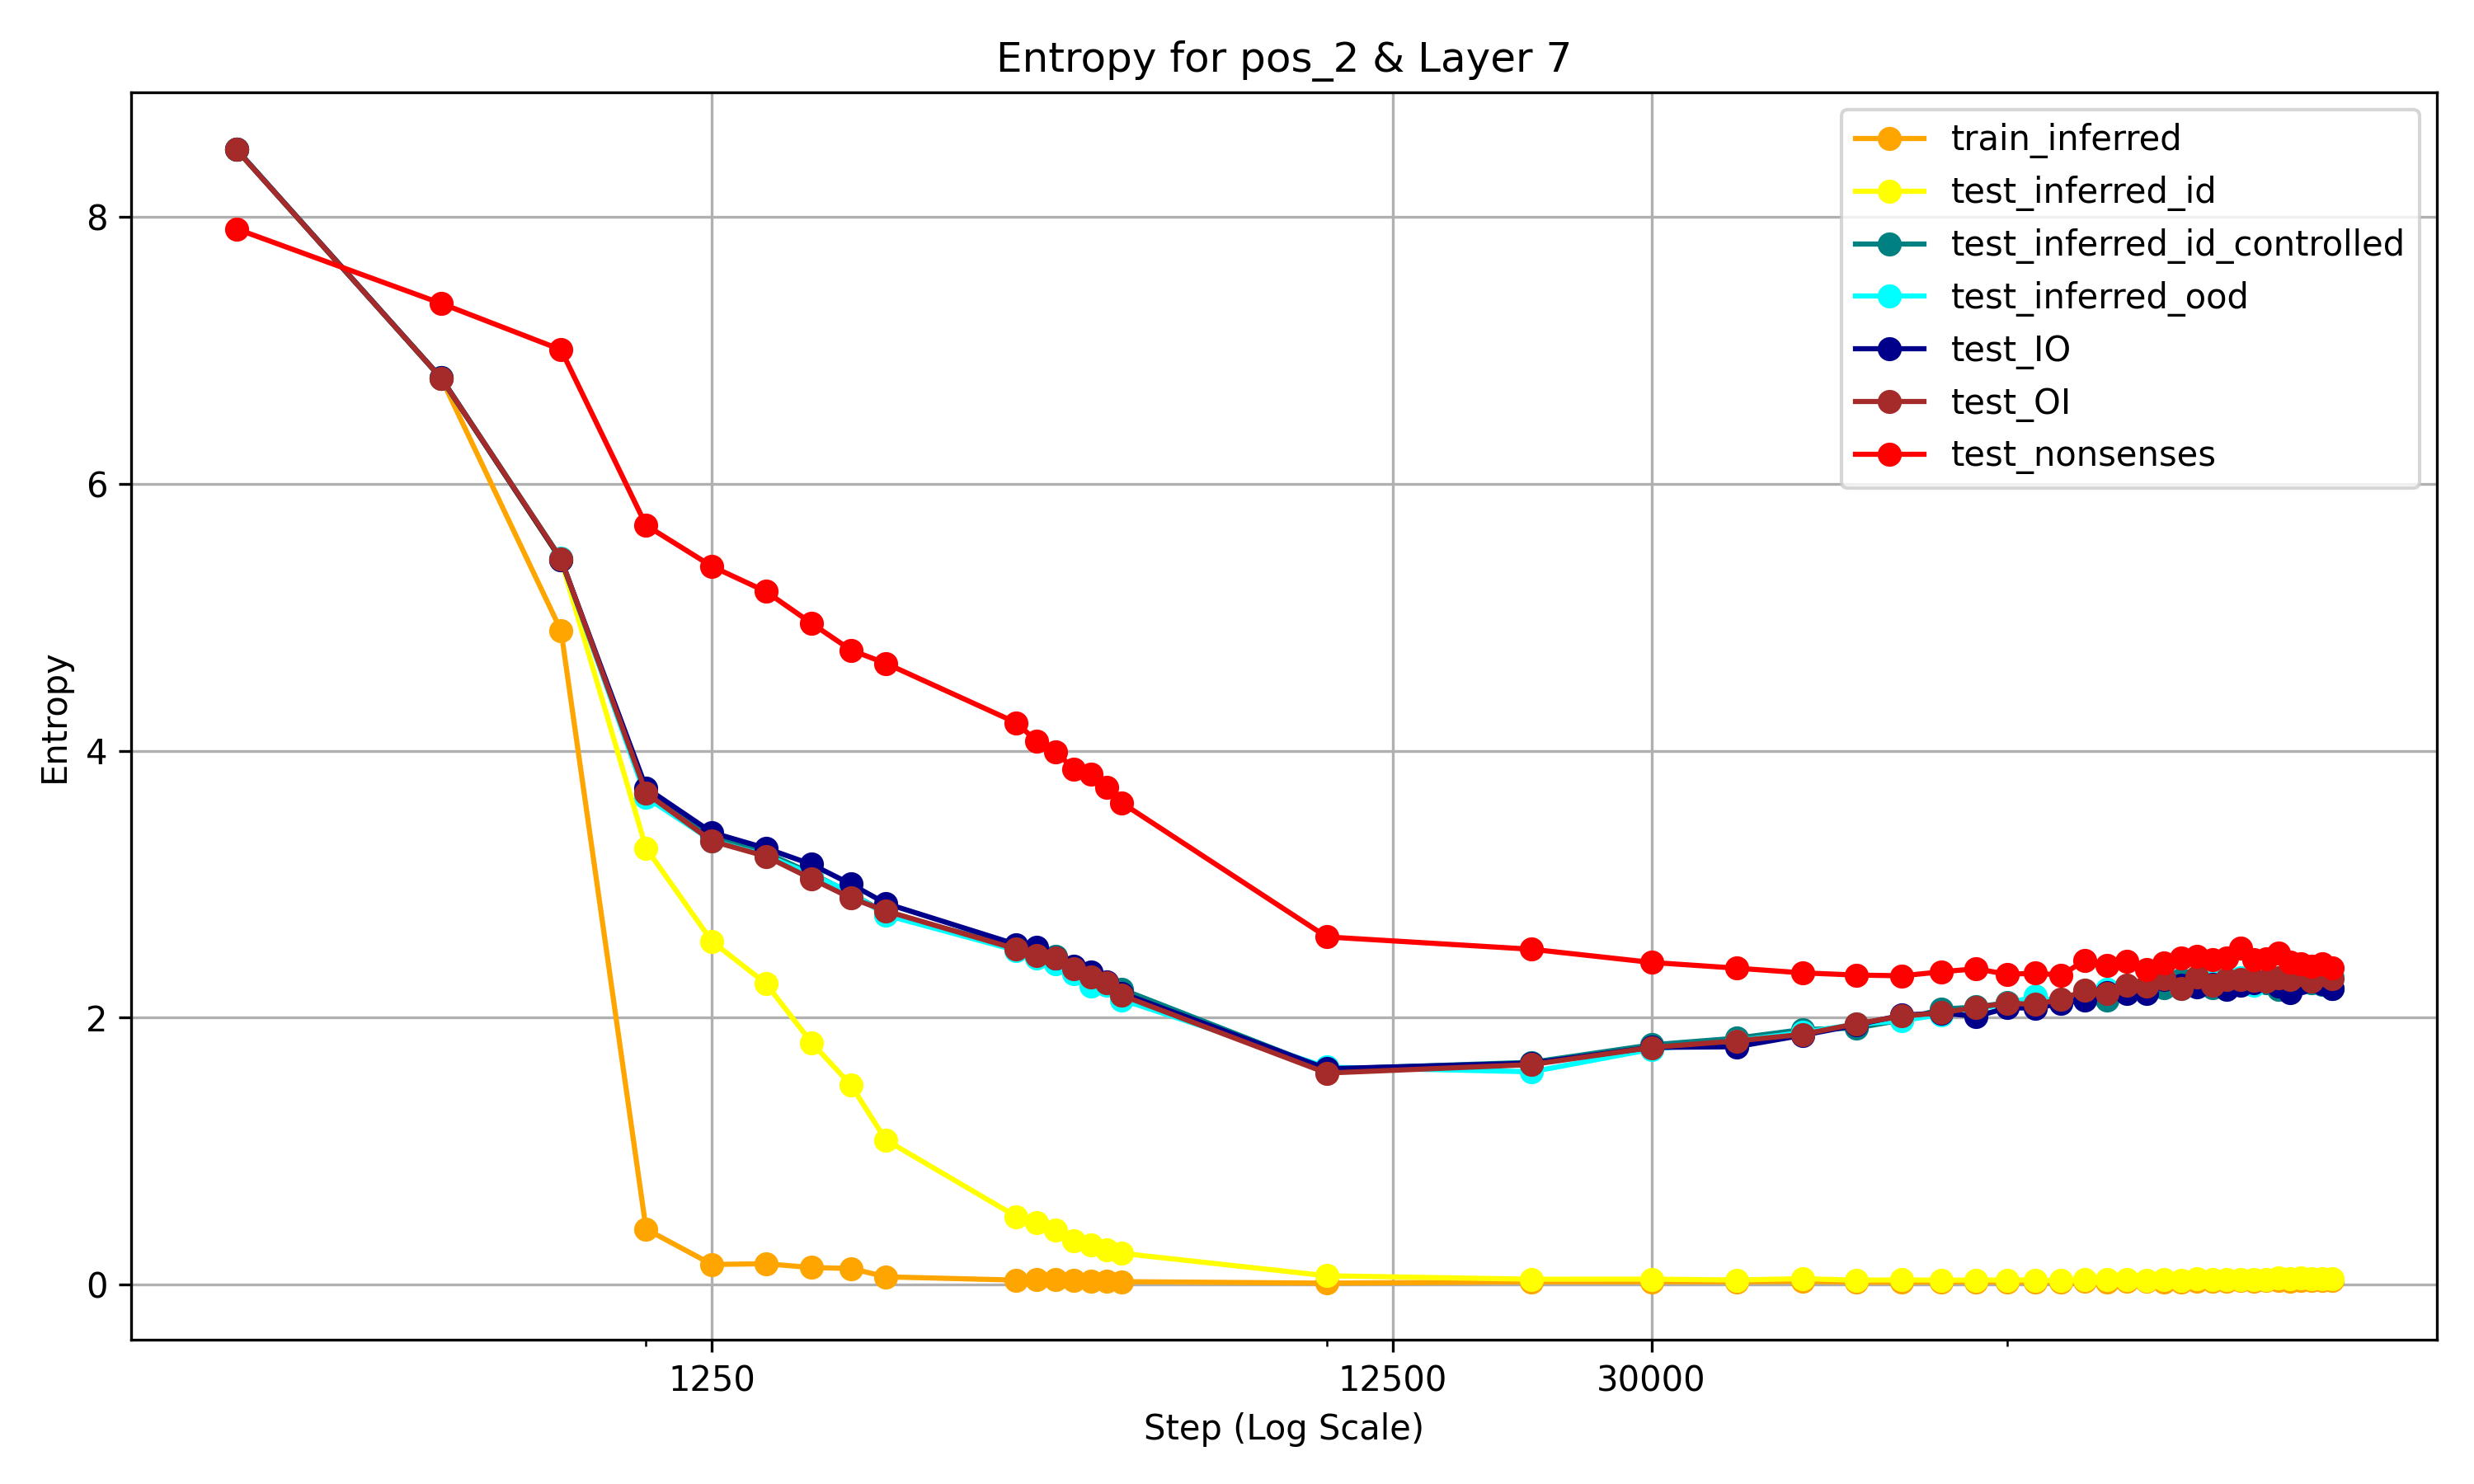 Entropy for pos_2 & Layer 7
train_inferred
test_inferred_id
test_inferred_id_controlled
test_inferred_ood
test_IO
test_OI
test_nonsenses
Entropy
8
6
4
2
0
1250
12500
30000
Step (Log Scale)